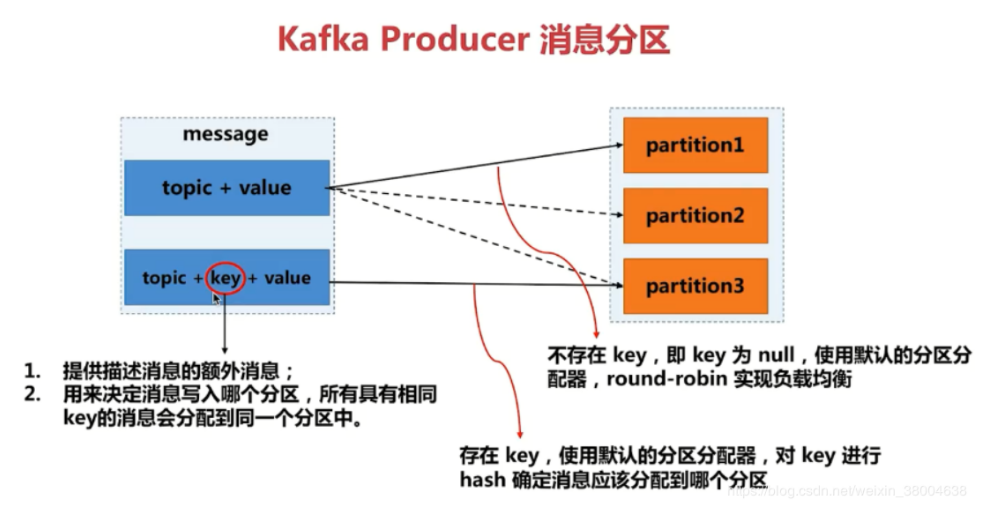 Kafka Producer 消息分区
message
topic + value
topic + key + value
partition1
partition2
partition3
1. 提供描述消息的额外消息；
2. 用来决定消息写入哪个分区，所有具有相同
key的消息会分配到同一个分区中。
不存在 key，即 key 为 null，使用默认的分区分
配器，round-robin 实现负载均衡
存在 key，使用默认的分区分配器，对 key 进行
hash 确定消息应该分配到哪个分区
https://blog.csdn.net/weixin_38004638